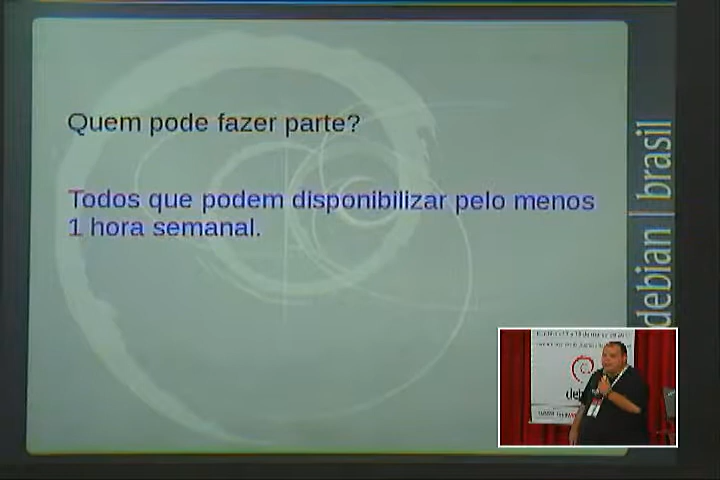 Quem pode fazer parte?
Todos que podem disponibilizar pelo menos
1 hora semanal.
debian | brasil